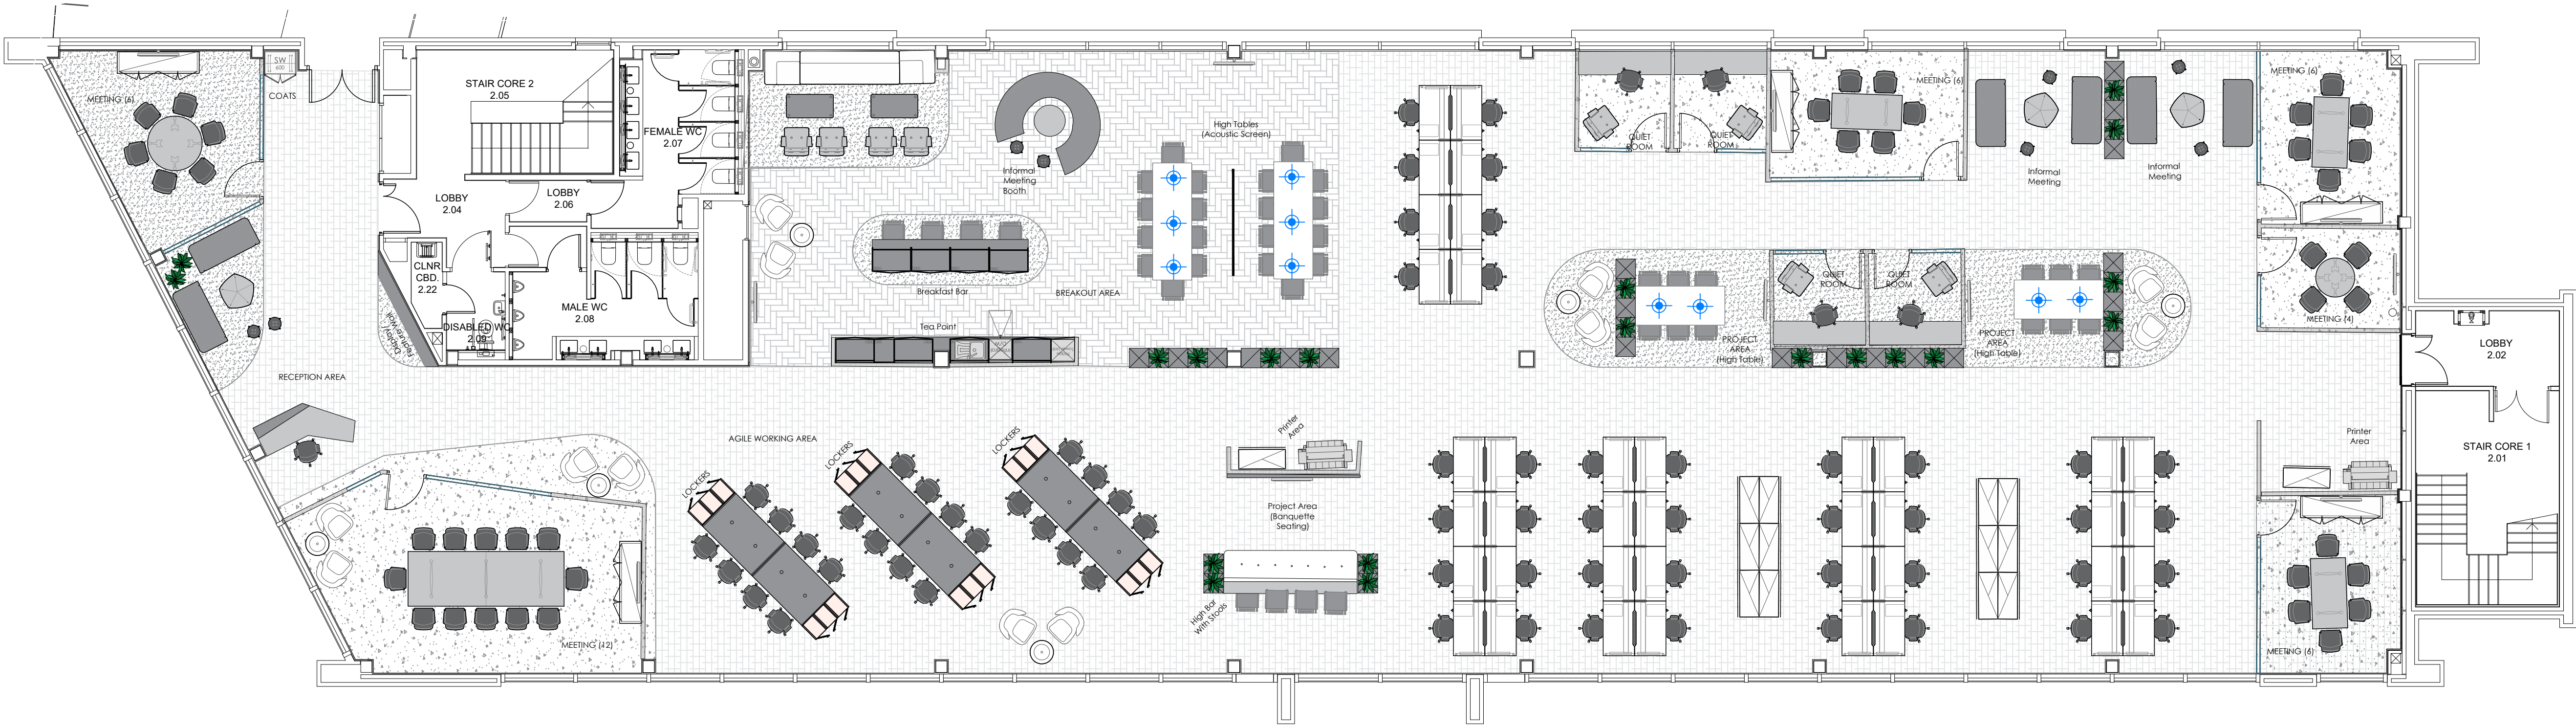 MEETING (6)
SW
600
COATS
STAIR CORE 2
2.05
FEMALE WC
2.07
LOBBY
2.04
LOBBY
2.06
CLNR
CBD.
2.22
DISABLED WC
2.09
MALE WC
2.08
Display/
Feature wall
RECEPTION AREA
Informal
Meeting
Booth
High Tables
(Acoustic Screen)
Breakfast Bar
BREAKOUT AREA
Tea Point
QUIET
ROOM
QUIET
ROOM
MEETING (6)
Informal
Meeting
Informal
Meeting
MEETING (6)
QUIET
ROOM
QUIET
ROOM
PROJECT
AREA
(High Table)
PROJECT
AREA
(High Table)
MEETING (4)
LOBBY
2.02
STAIR CORE 1
2.01
AGILE WORKING AREA
LOCKERS
LOCKERS
LOCKERS
Printer
Area
Project Area
(Banquette
Seating)
High Bar
With Stools
Printer
Area
MEETING (12)
MEETING (6)